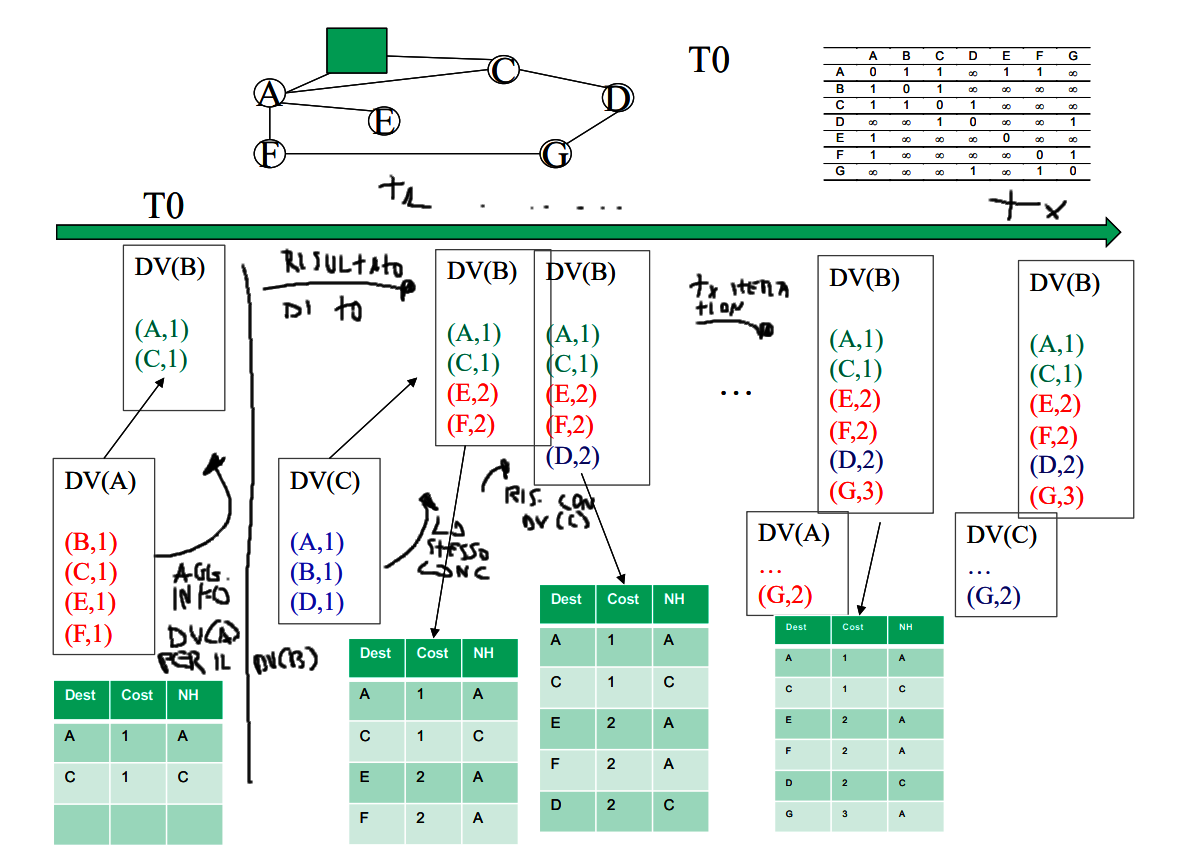 T0
A B C D E F G
A 0 1 1 ∞ 1 1 ∞
B 1 0 1 ∞ ∞ ∞ ∞
C 1 1 0 1 ∞ ∞ ∞
D ∞ ∞ 1 0 ∞ ∞ 1
E 1 ∞ ∞ ∞ 0 ∞ ∞
F 1 ∞ ∞ ∞ ∞ 0 1
G ∞ ∞ ∞ 1 ∞ 1 0
C
A
D
E
F
G
T0
t1 . . . . . . .
tx
DV(B)
(A,1)
(C,1)
DV(A)
(B,1)
(C,1)
(E,1)
(F,1)
AGG.
INFO
DV(A)
PER IL DV(B)
Dest Cost NH
A 1 A
C 1 C
RISULTATO
DI t0
DV(C)
(A,1)
(B,1)
(D,1)
LO
STESSO
CON C
DV(B)
(A,1)
(C,1)
(E,2)
(F,2)
Dest Cost NH
A 1 A
C 1 C
E 2 A
F 2 A
RIS. CON
DV(C)
DV(B)
(A,1)
(C,1)
(E,2)
(F,2)
(D,2)
Dest Cost NH
A 1 A
C 1 C
E 2 A
F 2 A
D 2 C
tx ITERA
TION
...
DV(B)
(A,1)
(C,1)
(E,2)
(F,2)
(D,2)
(G,3)
DV(A)
...
(G,2)
Dest Cost NH
A 1 A
C 1 C
E 2 A
F 2 A
D 2 C
G 3 A
DV(B)
(A,1)
(C,1)
(E,2)
(F,2)
(D,2)
(G,3)
DV(C)
...
(G,2)